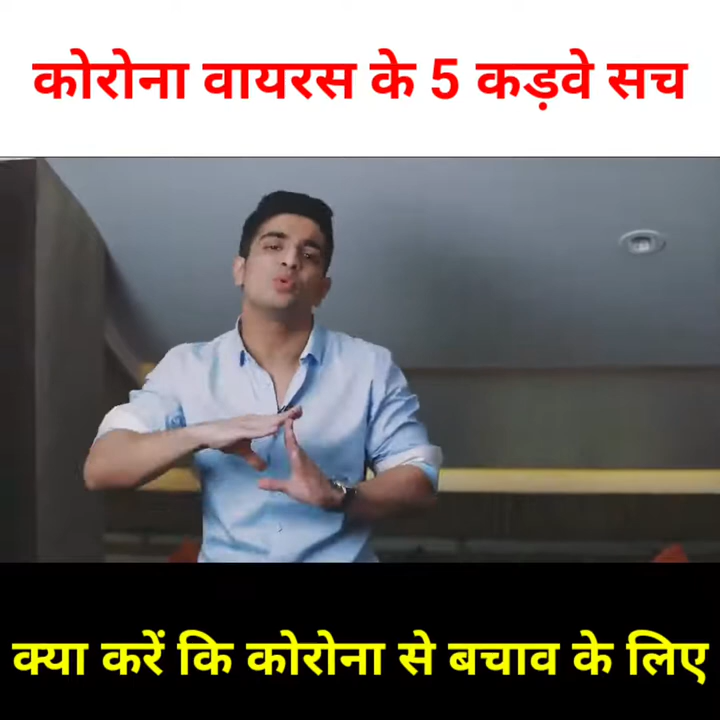 कोरोना वायरस के 5 कड़वे सच
क्या करें कि कोरोना से बचाव के लिए